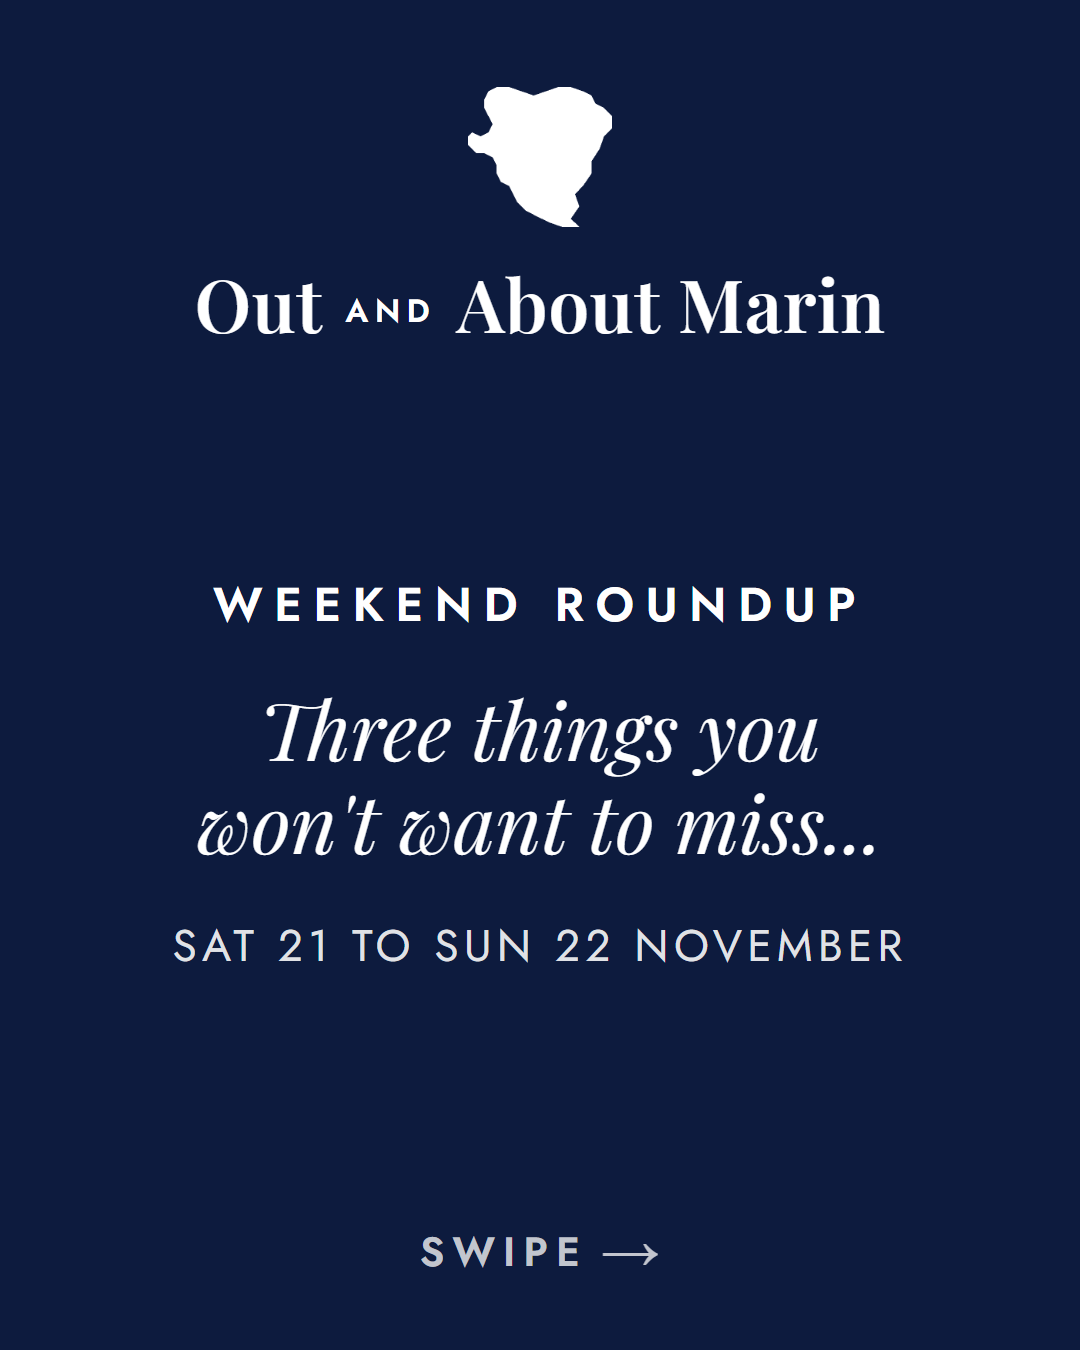 Out AND About Marin
WEEKEND ROUNDUP
Three things you
won't want to miss...
SAT 21 TO SUN 22 NOVEMBER
SWIPE →